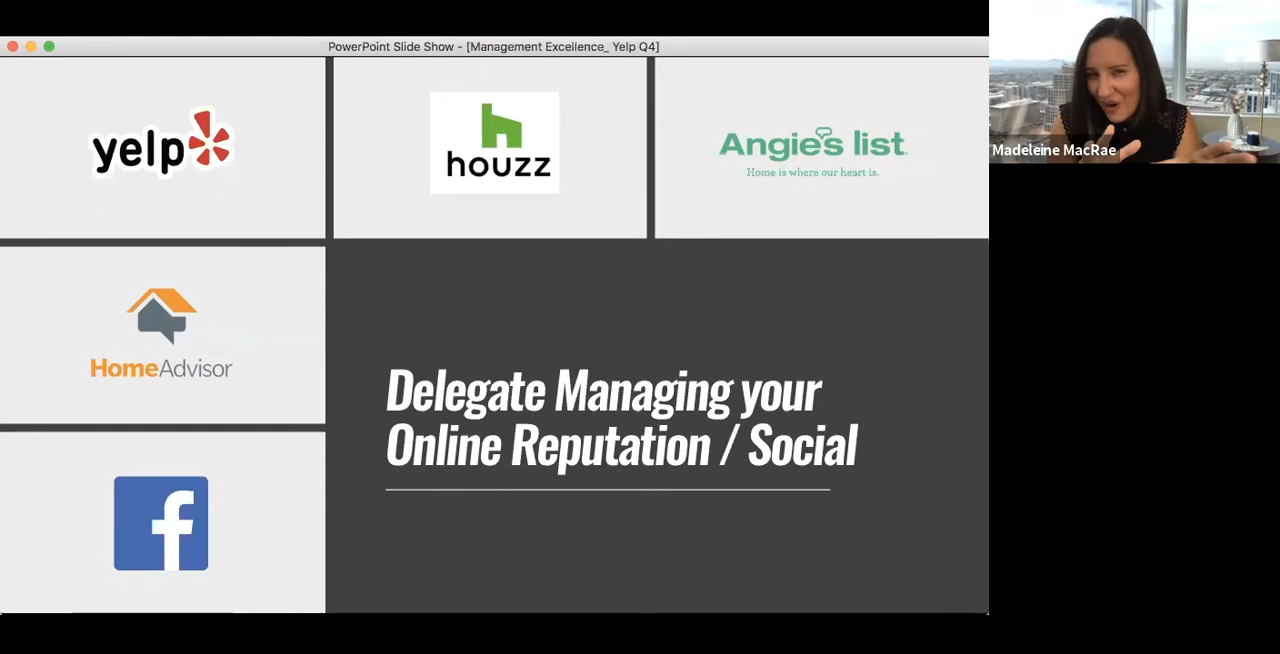 PowerPoint Slide Show - [Management Excellence_ Yelp Q4]
yelp
houzz
Angie's list
Home is where our heart is.
Madeleine MacRae
HomeAdvisor
Delegate Managing your
Online Reputation / Social
f